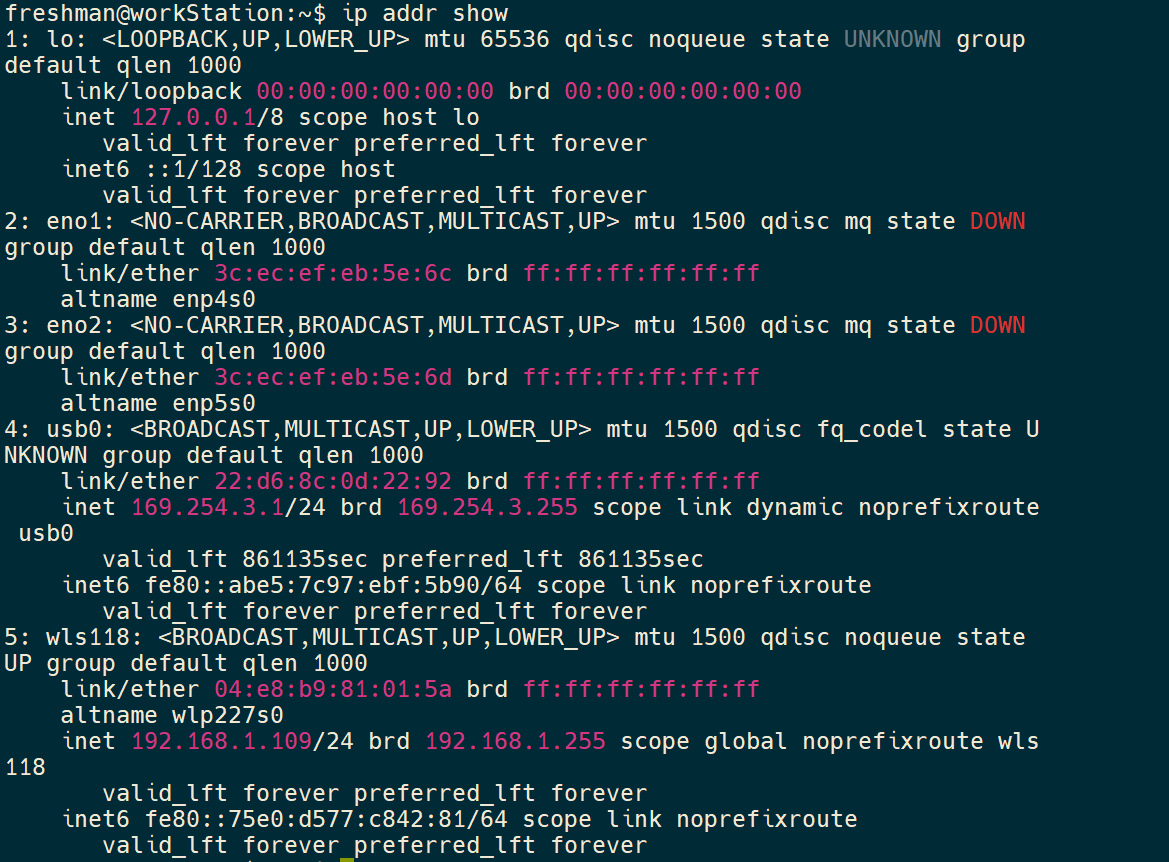 freshman@workStation:~$ ip addr show
1: lo: <LOOPBACK,UP,LOWER_UP> mtu 65536 qdisc noqueue state UNKNOWN group
default qlen 1000
    link/loopback 00:00:00:00:00:00 brd 00:00:00:00:00:00
    inet 127.0.0.1/8 scope host lo
       valid_lft forever preferred_lft forever
    inet6 ::1/128 scope host
       valid_lft forever preferred_lft forever
2: eno1: <NO-CARRIER,BROADCAST,MULTICAST,UP> mtu 1500 qdisc mq state DOWN
group default qlen 1000
    link/ether 3c:ec:ef:eb:5e:6c brd ff:ff:ff:ff:ff:ff
    altname enp4s0
3: eno2: <NO-CARRIER,BROADCAST,MULTICAST,UP> mtu 1500 qdisc mq state DOWN
group default qlen 1000
    link/ether 3c:ec:ef:eb:5e:6d brd ff:ff:ff:ff:ff:ff
    altname enp5s0
4: usb0: <BROADCAST,MULTICAST,UP,LOWER_UP> mtu 1500 qdisc fq_codel state U
NKNOWN group default qlen 1000
    link/ether 22:d6:8c:0d:22:92 brd ff:ff:ff:ff:ff:ff
    inet 169.254.3.1/24 brd 169.254.3.255 scope link dynamic noprefixroute
 usb0
       valid_lft 861135sec preferred_lft 861135sec
    inet6 fe80::abe5:7c97:ebf:5b90/64 scope link noprefixroute
       valid_lft forever preferred_lft forever
5: wls118: <BROADCAST,MULTICAST,UP,LOWER_UP> mtu 1500 qdisc noqueue state
UP group default qlen 1000
    link/ether 04:e8:b9:81:01:5a brd ff:ff:ff:ff:ff:ff
    altname wlp227s0
    inet 192.168.1.109/24 brd 192.168.1.255 scope global noprefixroute wls
118
       valid_lft forever preferred_lft forever
    inet6 fe80::75e0:d577:c842:81/64 scope link noprefixroute
       valid_lft forever preferred_lft forever